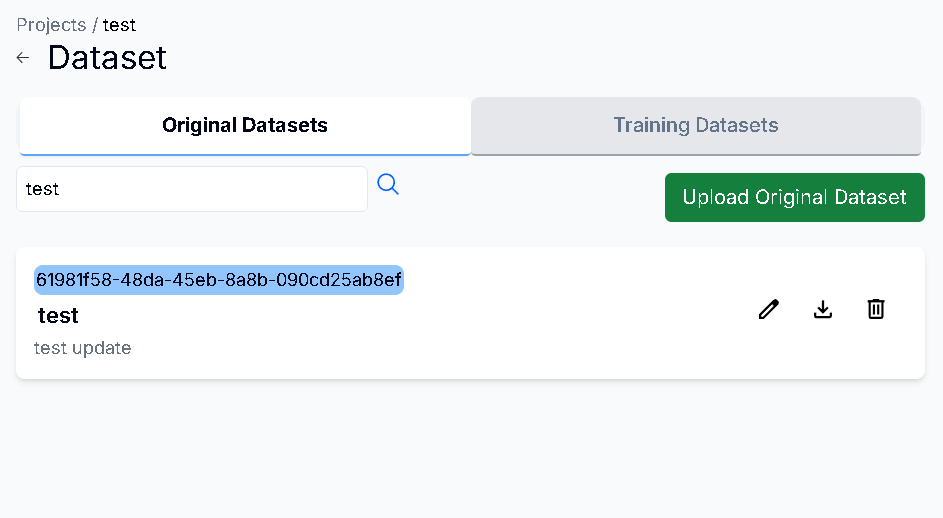 Projects / test
← Dataset
Original Datasets
Training Datasets
test
Upload Original Dataset
61981f58-48da-45eb-8a8b-090cd25ab8ef
test
test update